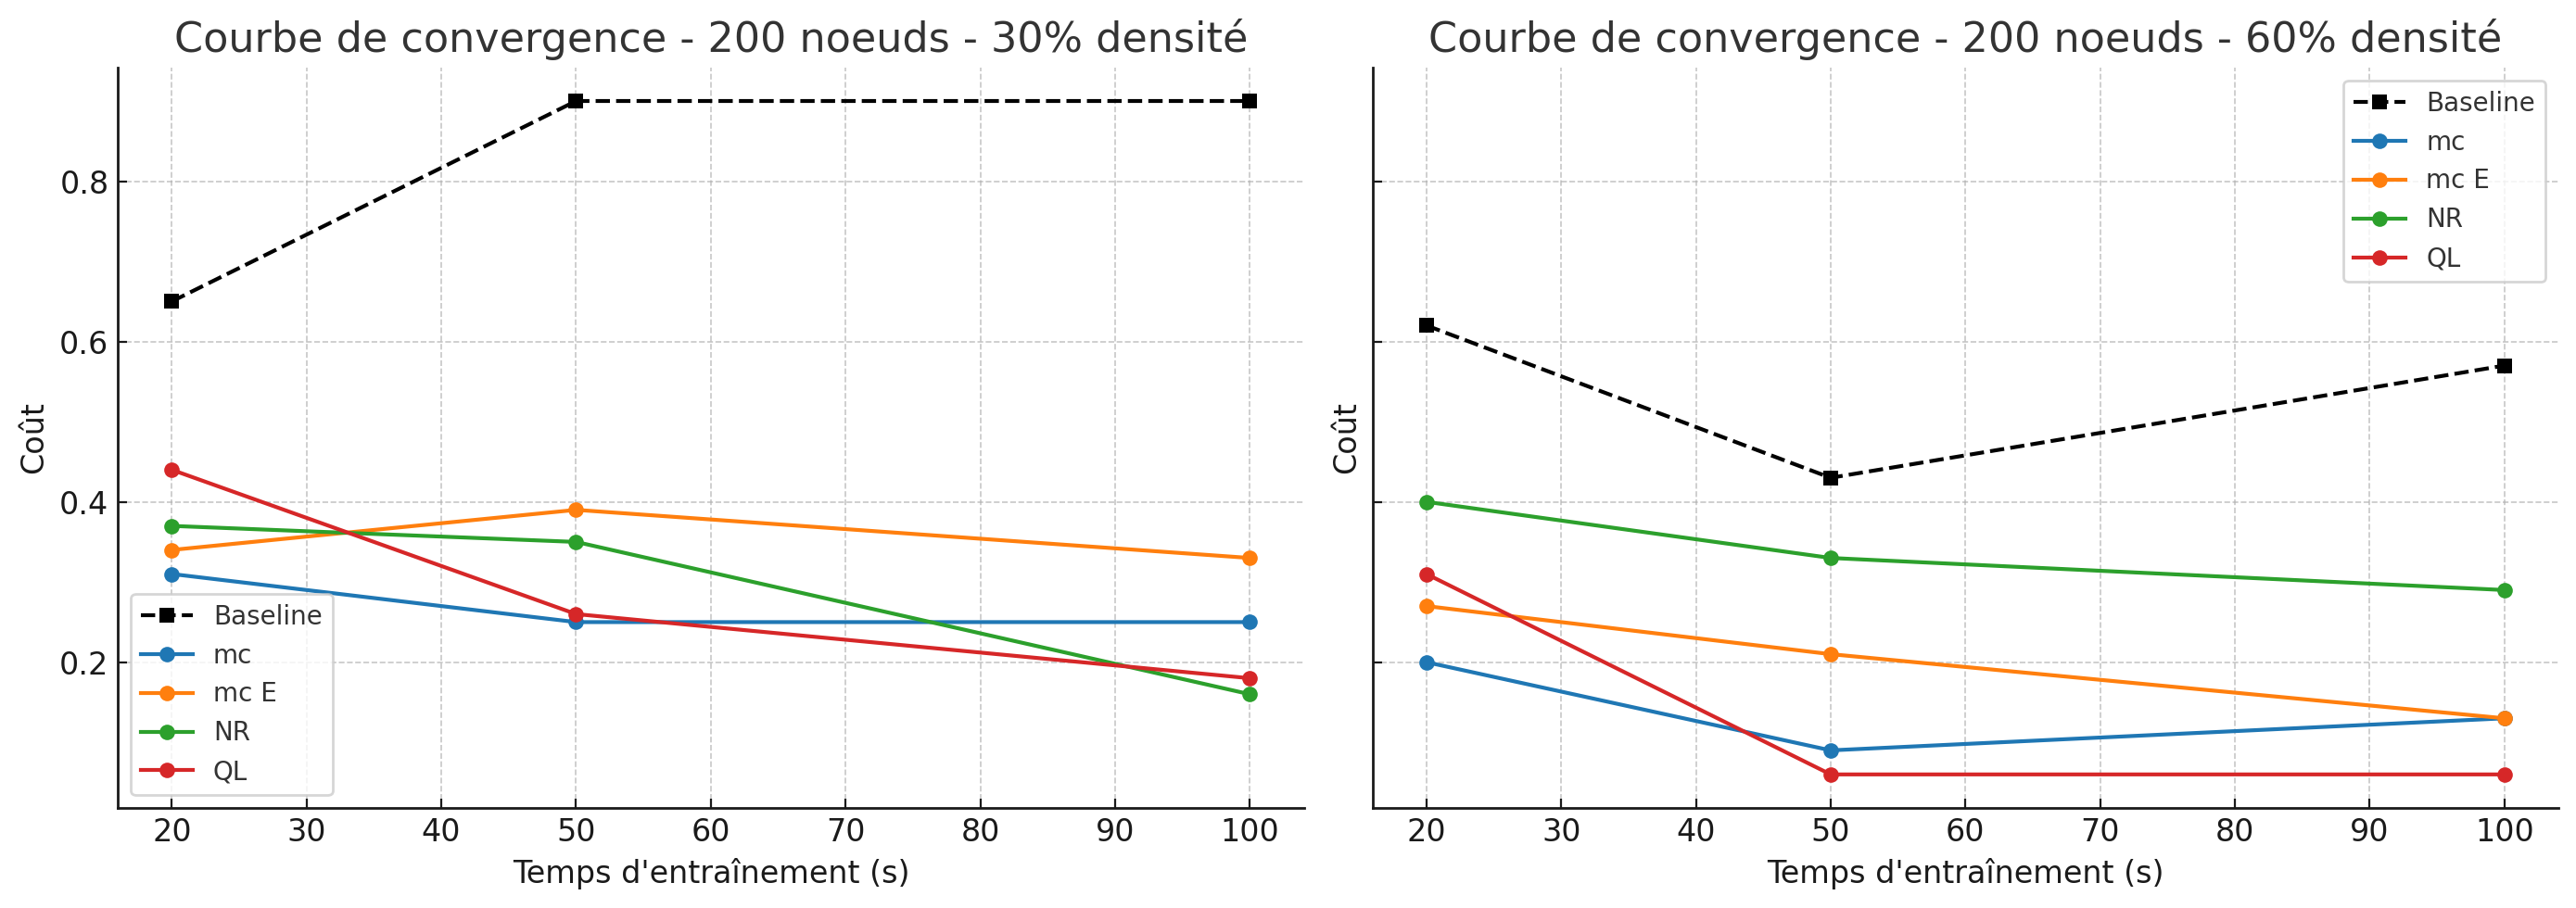 Courbe de convergence - 200 noeuds - 30% densité
0.8
0.6
0.4
0.2
Coût
Baseline
mc
mc E
NR
QL
20 30 40 50 60 70 80 90 100
Temps d'entraînement (s)
Courbe de convergence - 200 noeuds - 60% densité
Coût
Baseline
mc
mc E
NR
QL
20 30 40 50 60 70 80 90 100
Temps d'entraînement (s)